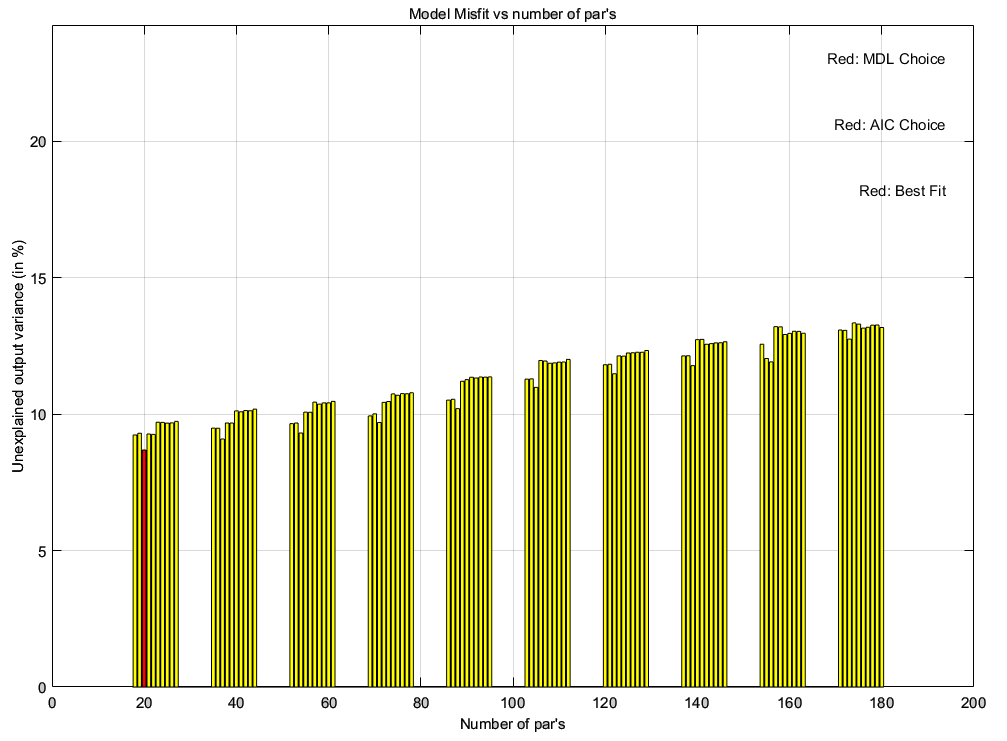 Model Misfit vs number of par's
Red: MDL Choice
Red: AIC Choice
Red: Best Fit
Unexplained output variance (in %)
20
15
10
5
0
0 20 40 60 80 100 120 140 160 180 200
Number of par's